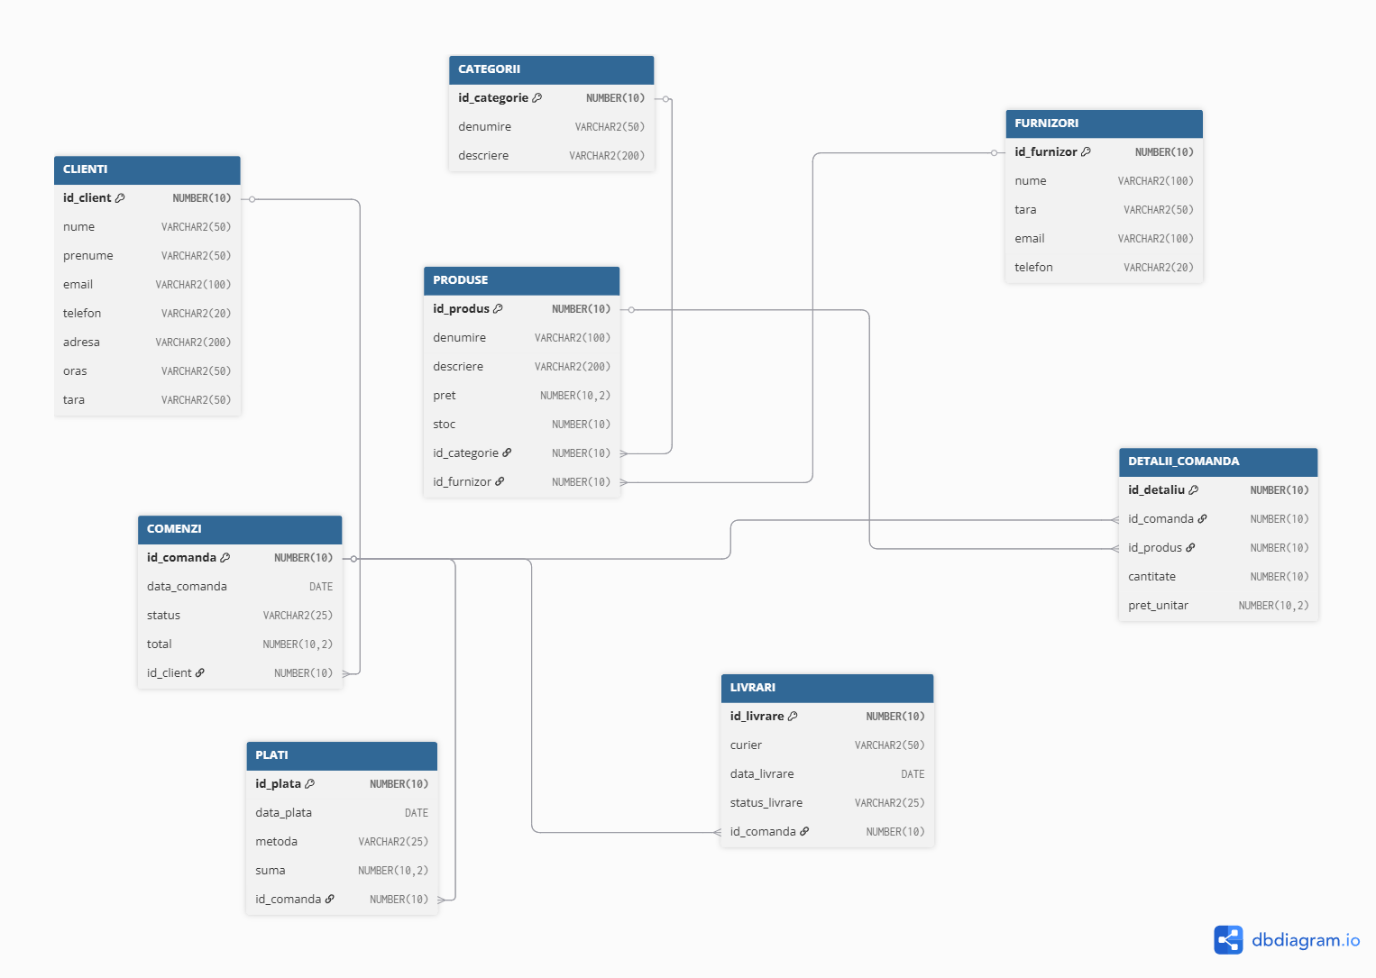 CATEGORII
id_categorie NUMBER(10)
denumire VARCHAR2(50)
descriere VARCHAR2(200)
FURNIZORI
id_furnizor NUMBER(10)
nume VARCHAR2(100)
tara VARCHAR2(50)
email VARCHAR2(100)
telefon VARCHAR2(20)
CLIENTI
id_client NUMBER(10)
nume VARCHAR2(50)
prenume VARCHAR2(50)
email VARCHAR2(100)
telefon VARCHAR2(20)
adresa VARCHAR2(200)
oras VARCHAR2(50)
tara VARCHAR2(50)
PRODUSE
id_produs NUMBER(10)
denumire VARCHAR2(100)
descriere VARCHAR2(200)
pret NUMBER(10,2)
stoc NUMBER(10)
id_categorie NUMBER(10)
id_furnizor NUMBER(10)
DETALII_COMANDA
id_detaliu NUMBER(10)
id_comanda NUMBER(10)
id_produs NUMBER(10)
cantitate NUMBER(10)
pret_unitar NUMBER(10,2)
COMENZI
id_comanda NUMBER(10)
data_comanda DATE
status VARCHAR2(25)
total NUMBER(10,2)
id_client NUMBER(10)
LIVRARI
id_livrare NUMBER(10)
curier VARCHAR2(50)
data_livrare DATE
status_livrare VARCHAR2(25)
id_comanda NUMBER(10)
PLATI
id_plata NUMBER(10)
data_plata DATE
metoda VARCHAR2(25)
suma NUMBER(10,2)
id_comanda NUMBER(10)
dbdiagram.io